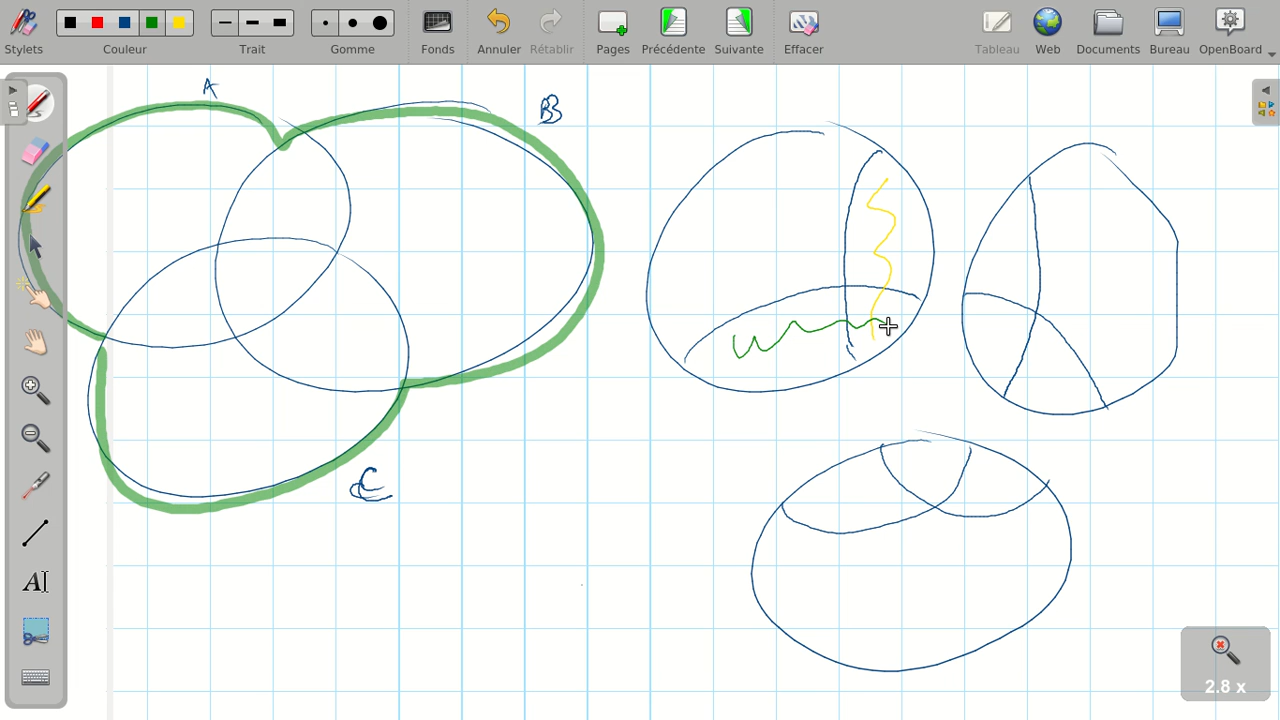 Stylets
Couleur
Trait
Gomme
Fonds
Annuler
Rétablir
Pages
Précédente
Suivante
Effacer
Tableau
Web
Documents
Bureau
OpenBoard
A
B
C
A
2.8 x